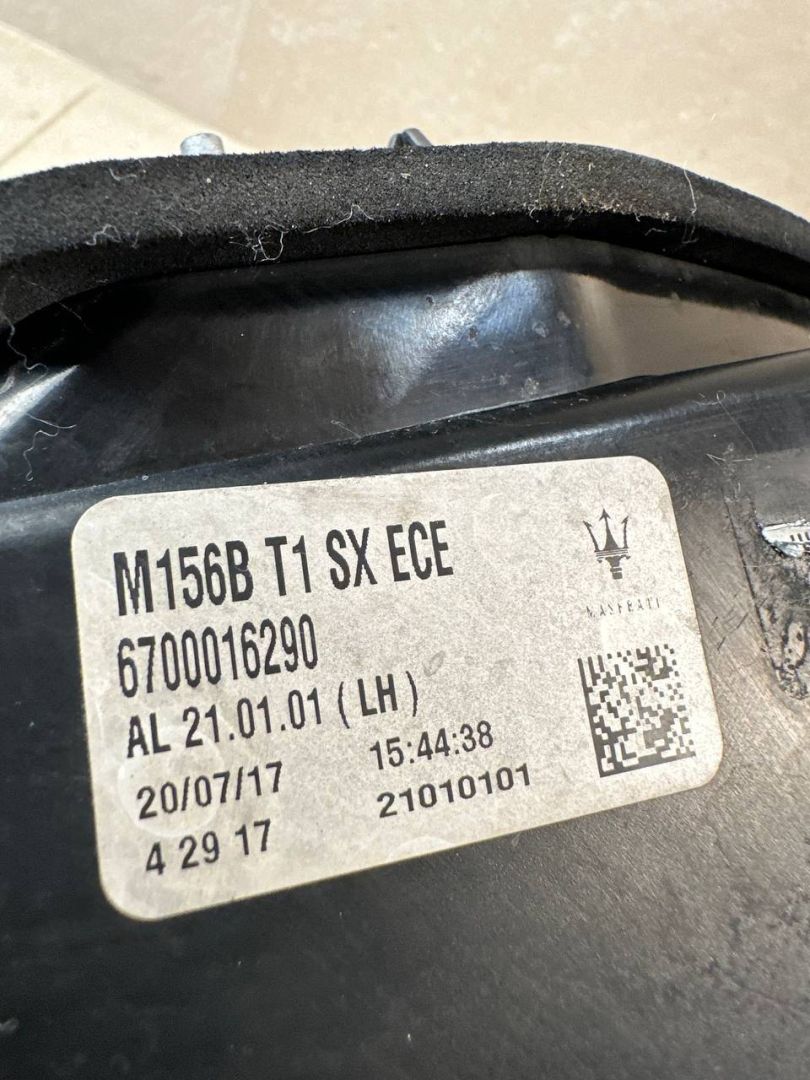 M156B T1 SX ECE
6700016290
AL 21.01.01 ( LH )
20/07/17 15:44:38
4 29 17 21010101
MASERATI